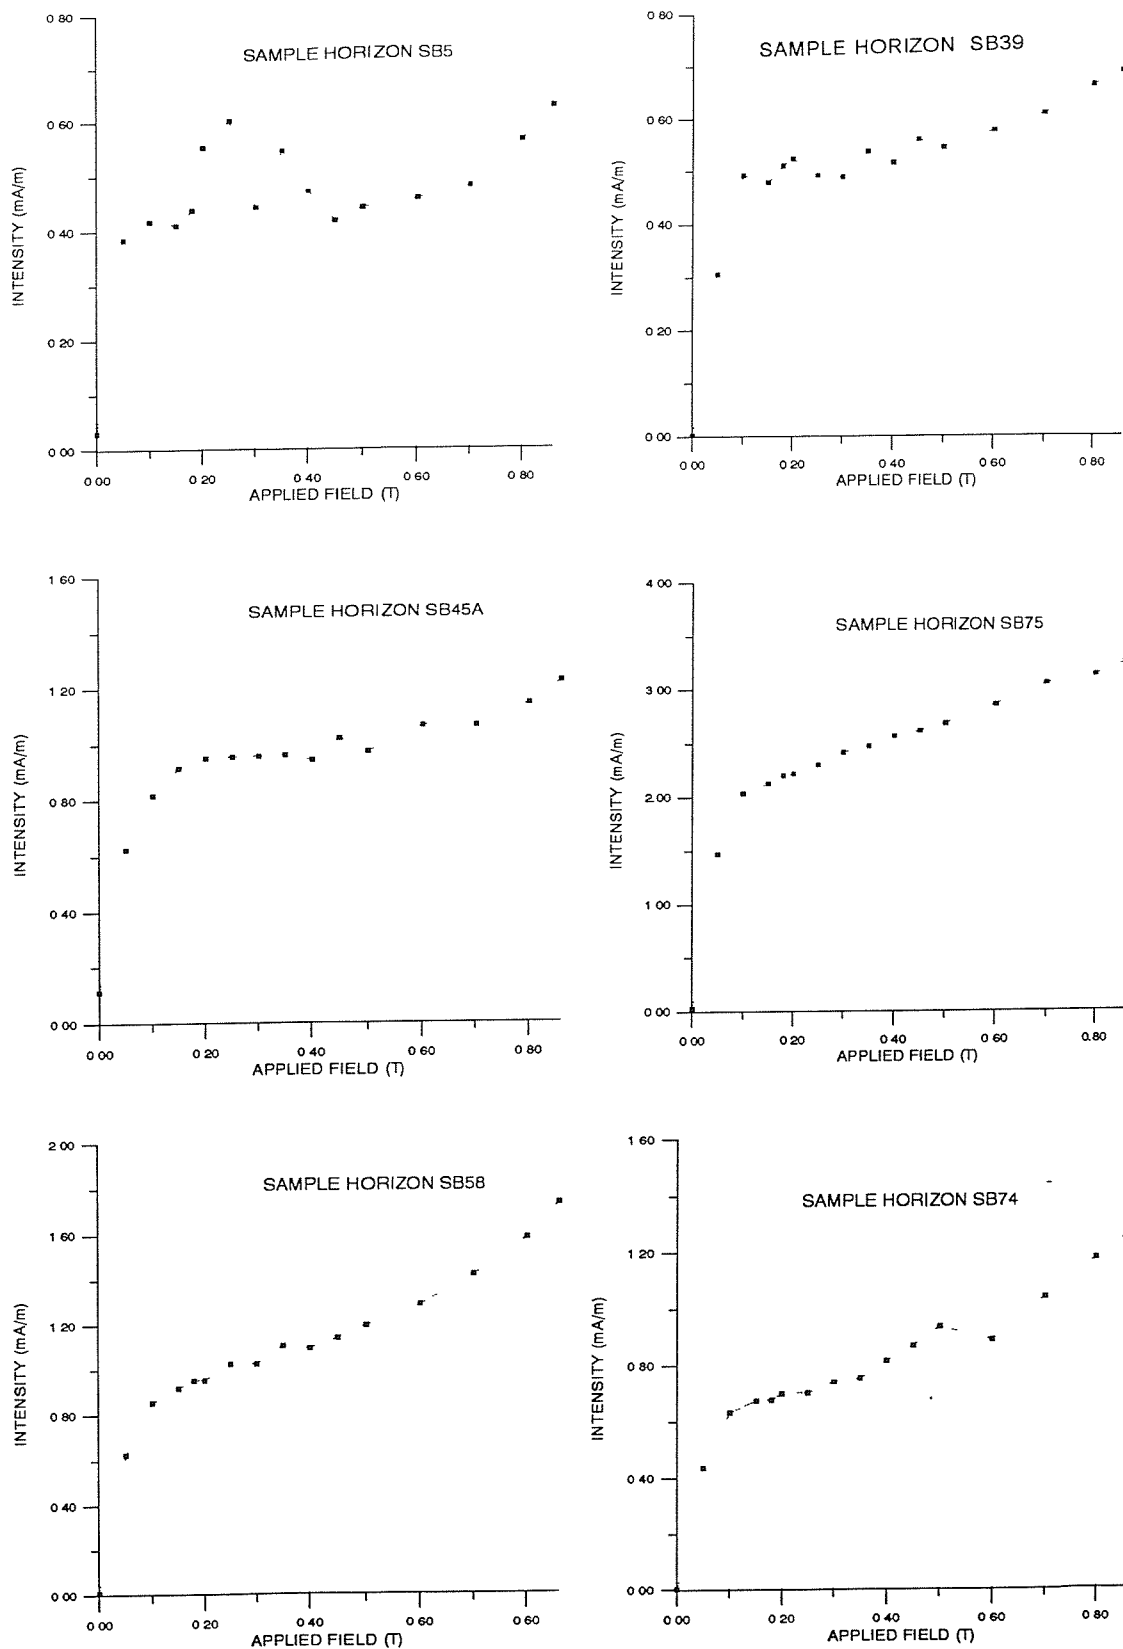 SAMPLE HORIZON SB5
INTENSITY (mA/m)
0 80
0 60
0 40
0 20
0 00
0 00 0 20 0 40 0 60 0 80
APPLIED FIELD (T)
SAMPLE HORIZON SB39
INTENSITY (mA/m)
0 80
0 60
0 40
0 20
0 00
0 00 0 20 0 40 0 60 0 80
APPLIED FIELD (T)
SAMPLE HORIZON SB45A
INTENSITY (mA/m)
1 60
1 20
0 80
0 40
0 00
0 00 0 20 0 40 0 60 0 80
APPLIED FIELD (T)
SAMPLE HORIZON SB75
INTENSITY (mA/m)
4 00
3 00
2 00
1 00
0 00
0 00 0 20 0 40 0 60 0 80
APPLIED FIELD (T)
SAMPLE HORIZON SB58
INTENSITY (mA/m)
2 00
1 60
1 20
0 80
0 40
0 00
0 00 0 20 0 40 0 60 0 80
APPLIED FIELD (T)
SAMPLE HORIZON SB74
INTENSITY (mA/m)
1 60
1 20
0 80
0 40
0 00
0 00 0 20 0 40 0 60 0 80
APPLIED FIELD (T)